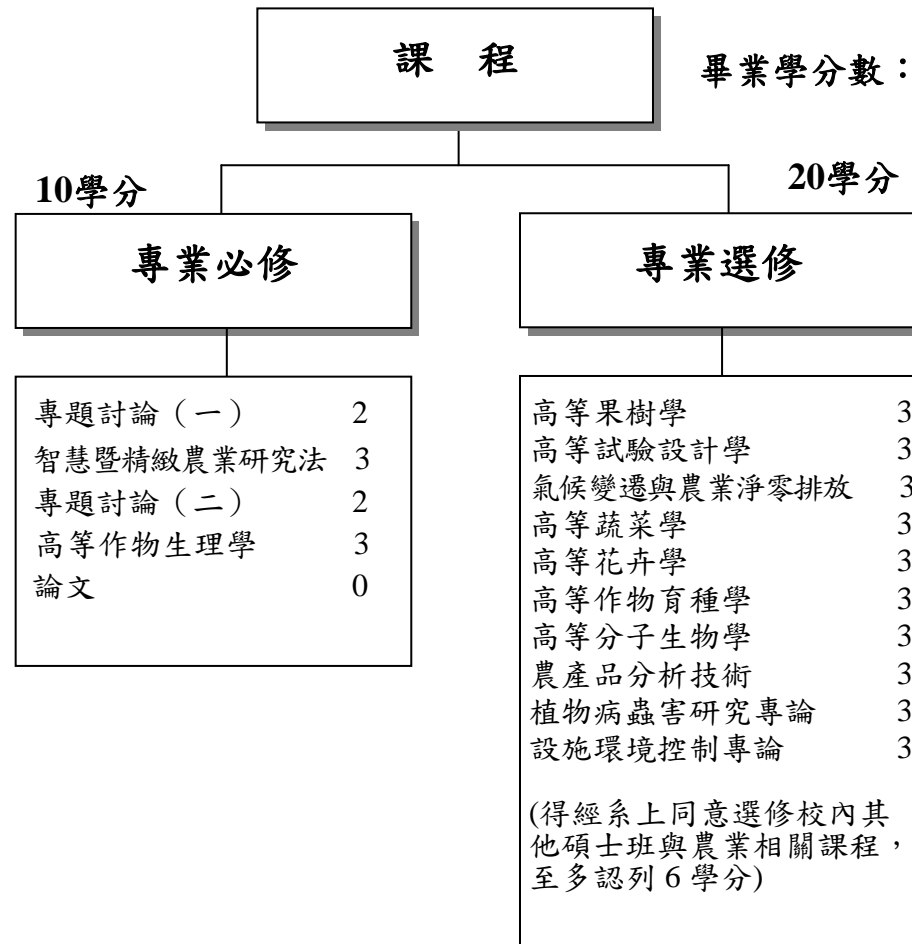 課 程
畢業學分數：
10學分
20學分
專業必修
專業選修
專題討論（一） 2
智慧暨精緻農業研究法 3
專題討論（二） 2
高等作物生理學 3
論文 0
高等果樹學 3
高等試驗設計學 3
氣候變遷與農業淨零排放 3
高等蔬菜學 3
高等花卉學 3
高等作物育種學 3
高等分子生物學 3
農產品分析技術 3
植物病蟲害研究專論 3
設施環境控制專論 3
(得經系上同意選修校內其
他碩士班與農業相關課程，
至多認列 6 學分)